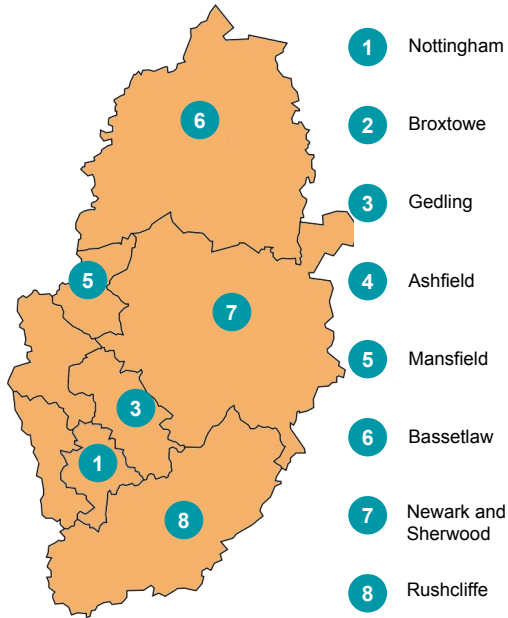 6
5
7
3
1
8
1 Nottingham
2 Broxtowe
3 Gedling
4 Ashfield
5 Mansfield
6 Bassetlaw
7 Newark and
Sherwood
8 Rushcliffe